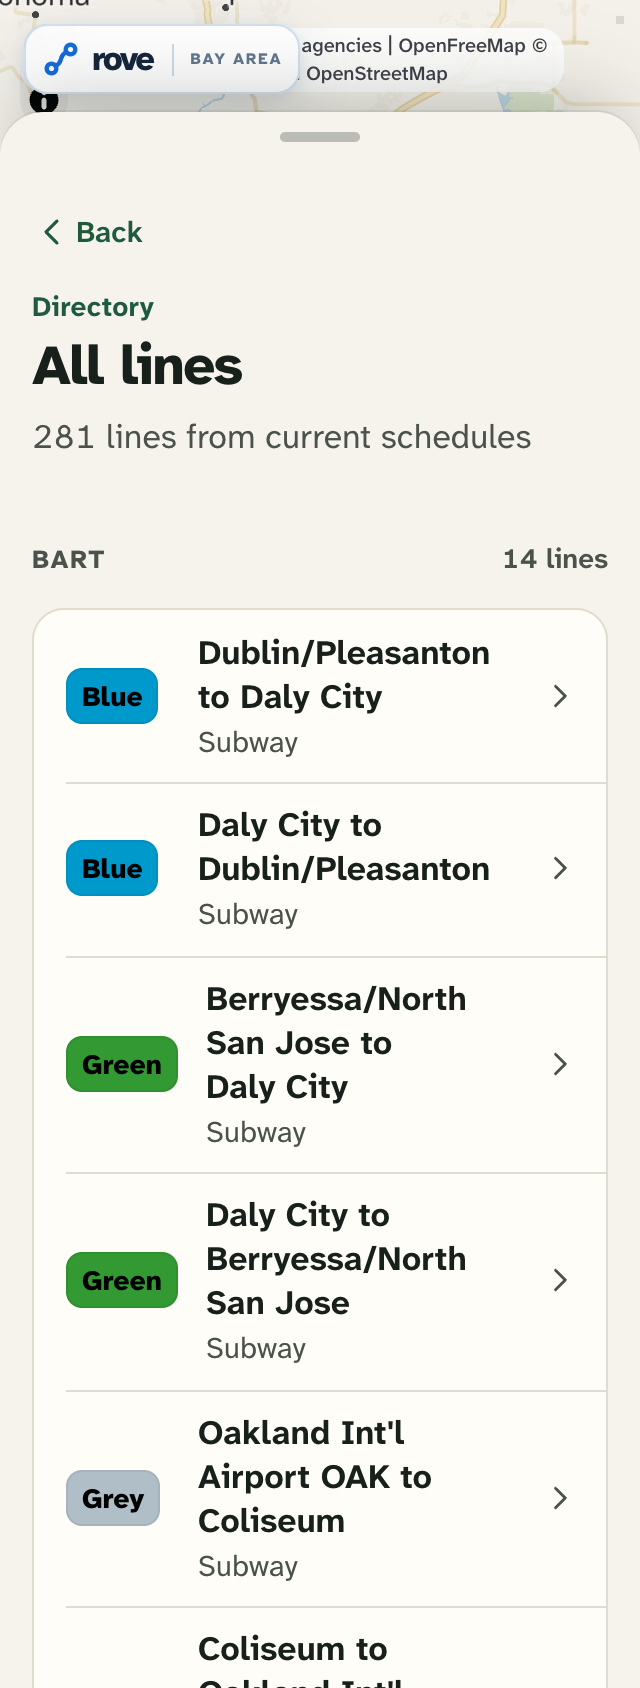 rove
BAY AREA
agencies | OpenFreeMap ©
OpenStreetMap
Back
Directory
All lines
281 lines from current schedules
BART
14 lines
Dublin/Pleasanton
to Daly City
Blue
Subway
Daly City to
Dublin/Pleasanton
Blue
Subway
Berryessa/North
San Jose to
Daly City
Green
Subway
Daly City to
Berryessa/North
San Jose
Green
Subway
Oakland Int'l
Airport OAK to
Coliseum
Grey
Subway
Coliseum to
Oakland Int'l